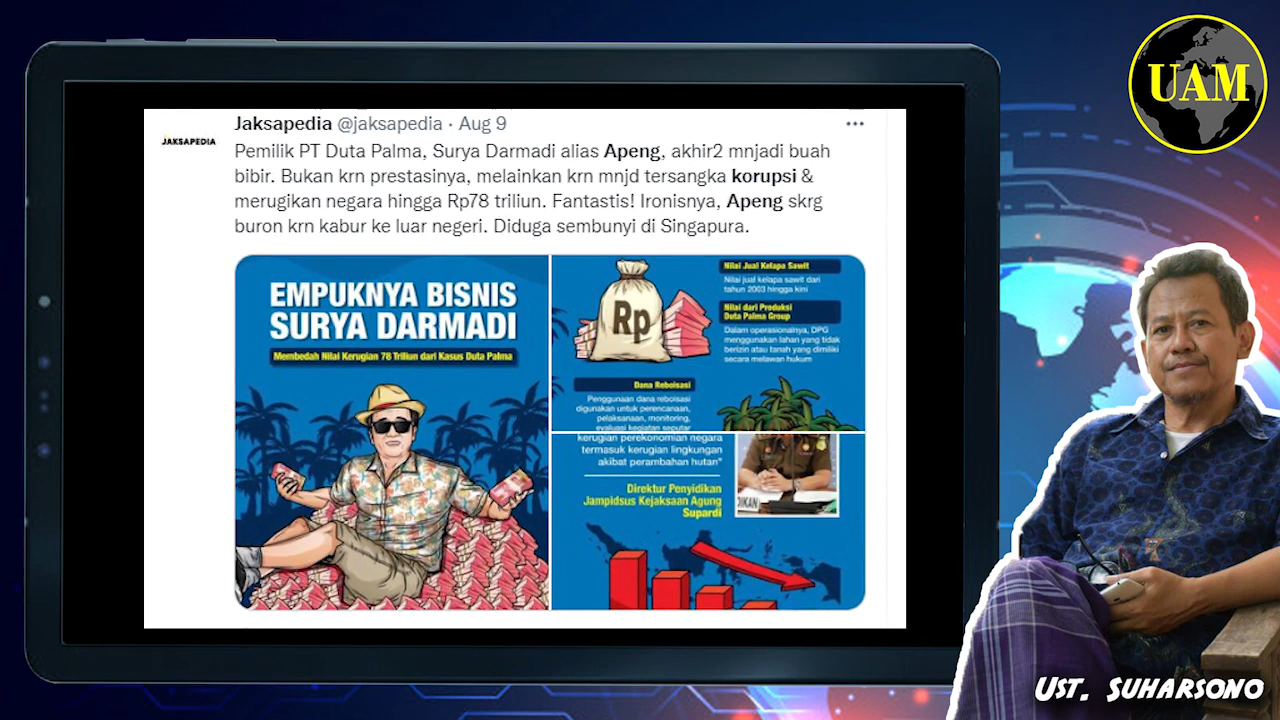 UAM
JAKSAPEDIA
Jaksapedia @jaksapedia · Aug 9
Pemilik PT Duta Palma, Surya Darmadi alias Apeng, akhir2 mnjadi buah
bibir. Bukan krn prestasinya, melainkan krn mnjd tersangka korupsi &
merugikan negara hingga Rp78 triliun. Fantastis! Ironisnya, Apeng skrg
buron krn kabur ke luar negeri. Diduga sembunyi di Singapura.
EMPUKNYA BISNIS
SURYA DARMADI
Membedah Nilai Kerugian 78 Triliun dari Kasus Duta Palma
Nilai Jual Kelapa Sawit
Nilai jual kelapa sawit dari
tahun 2003 hingga kini
Rp
Nilai dari Produksi
Duta Palma Group
Dalam operasionalnya, DPG
menggunakan lahan yang tidak
berizin atau tanah yang dimiliki
secara melawan hukum
Dana Reboisasi
Penggunaan dana reboisasi
digunakan untuk perencanaan,
pelaksanaan, monitoring,
evaluasi kegiatan seputar
kerugian perekonomian negara
termasuk kerugian lingkungan
akibat perambahan hutan"
Direktur Penyidikan
Jampidsus Kejaksaan Agung
Supardi
DIKAN
Ust. Suharsono